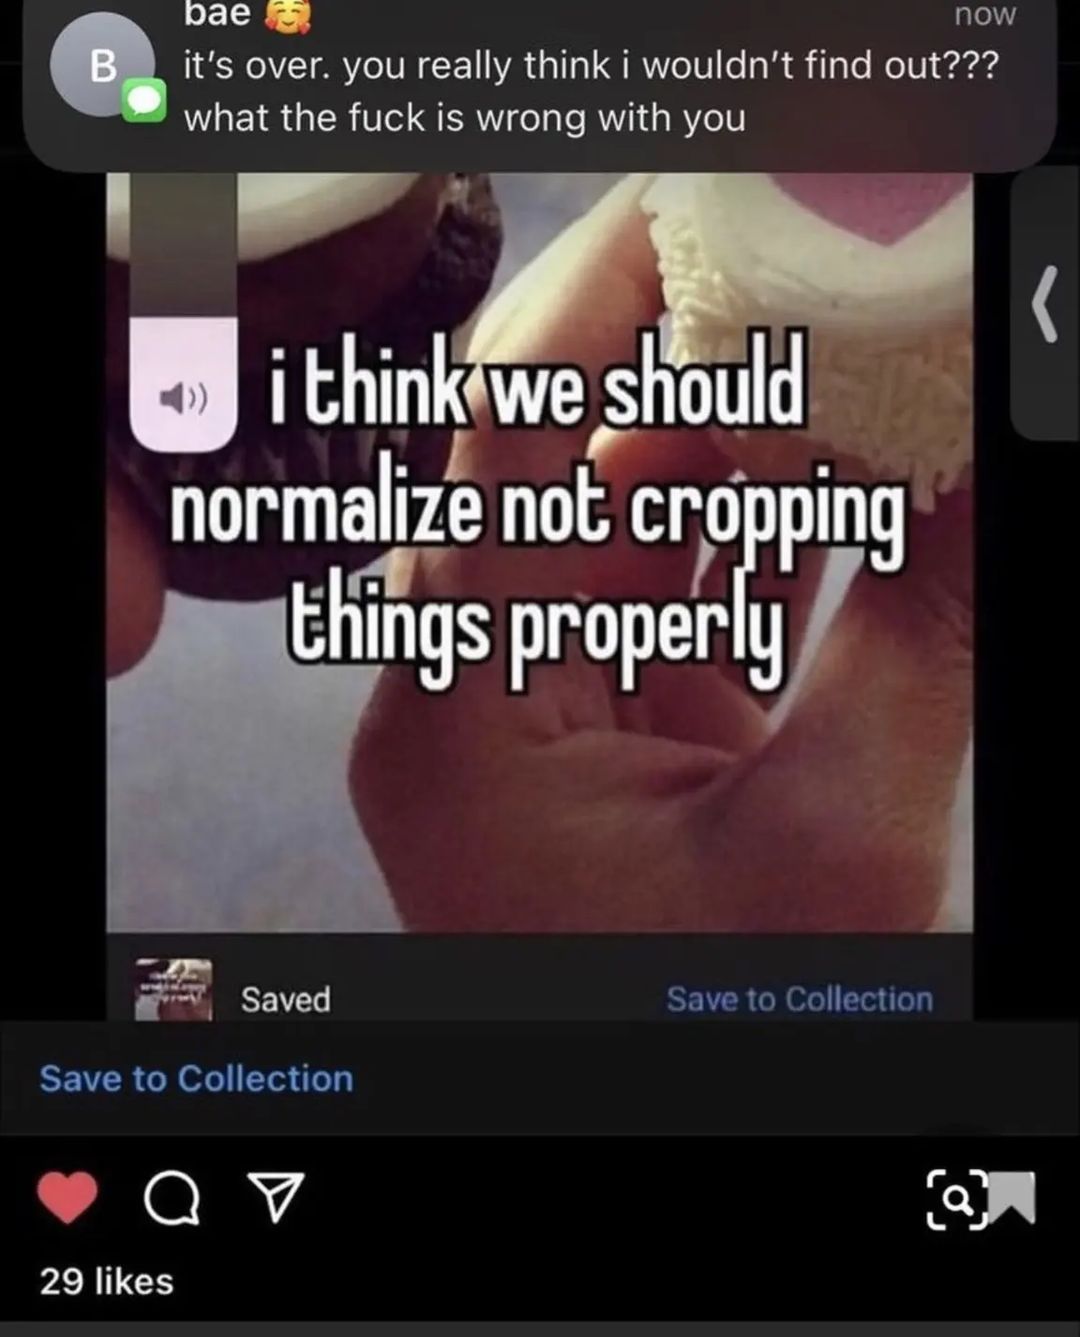 bae 🥰
now
B
it's over. you really think i wouldn't find out???
what the fuck is wrong with you
i think we should
normalize not cropping
things properly
Saved
Save to Collection
Save to Collection
29 likes